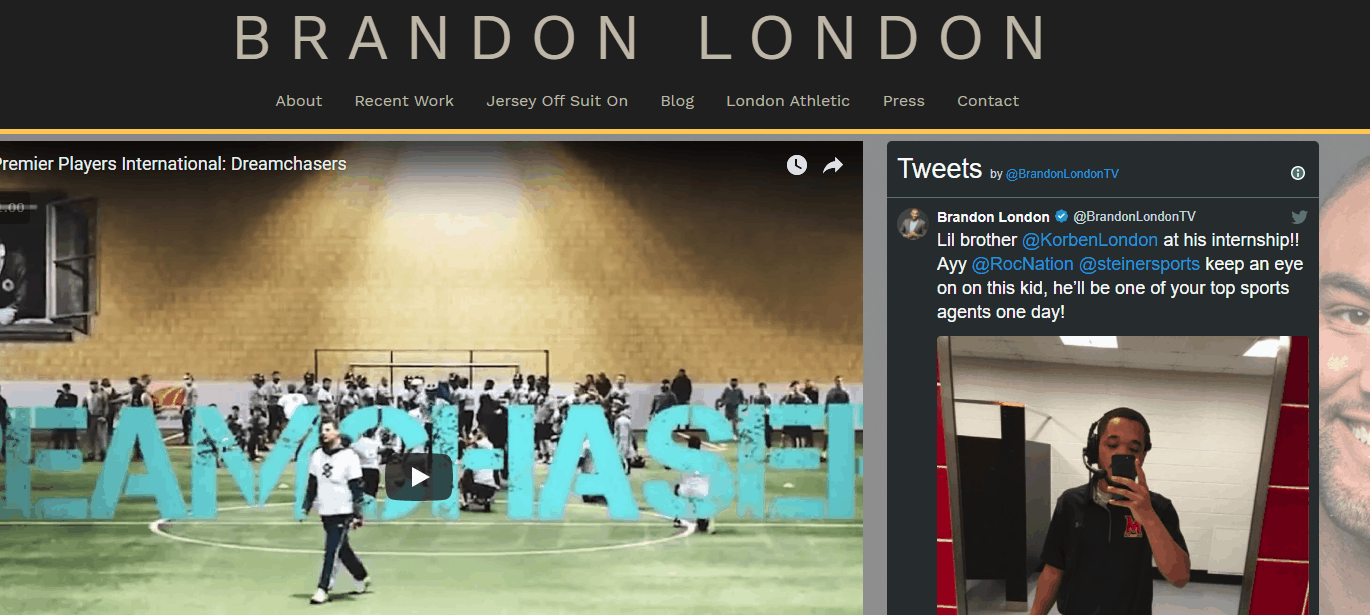 BRANDON LONDON
About Recent Work Jersey Off Suit On Blog London Athletic Press Contact
Premier Players International: Dreamchasers
:00
EAMCHASE
Tweets by @BrandonLondonTV
Brandon London @BrandonLondonTV
Lil brother @KorbenLondon at his internship!!
Ayy @RocNation @steinersports keep an eye
on on this kid, he'll be one of your top sports
agents one day!
M